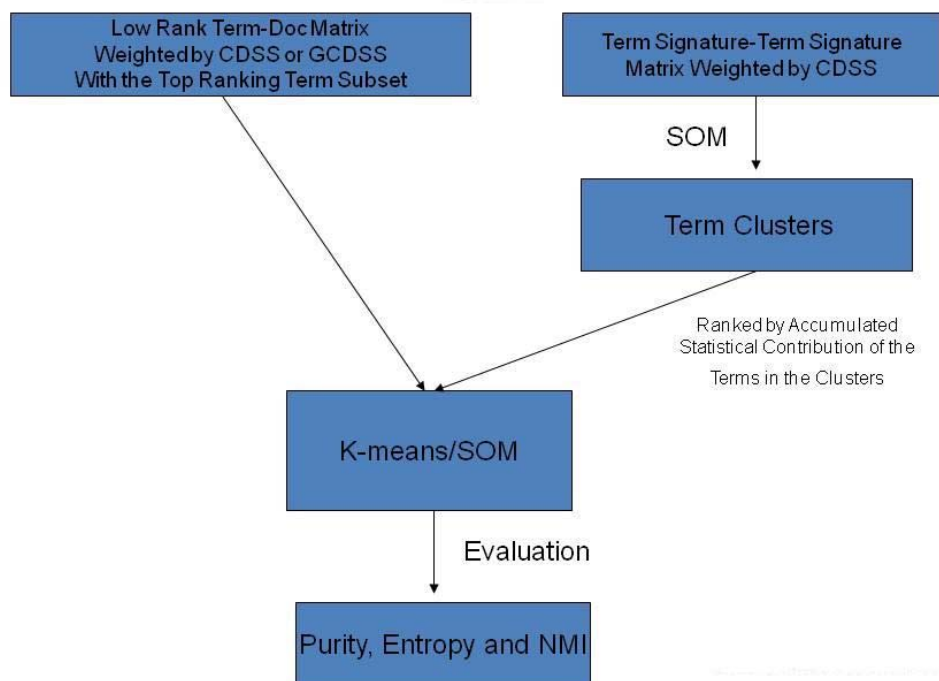 Low Rank Term-Doc Matrix
Weighted by CDSS or GCDSS
With the Top Ranking Term Subset
Term Signature-Term Signature
Matrix Weighted by CDSS
SOM
Term Clusters
Ranked by Accumulated
Statistical Contribution of the
Terms in the Clusters
K-means/SOM
Evaluation
Purity, Entropy and NMI